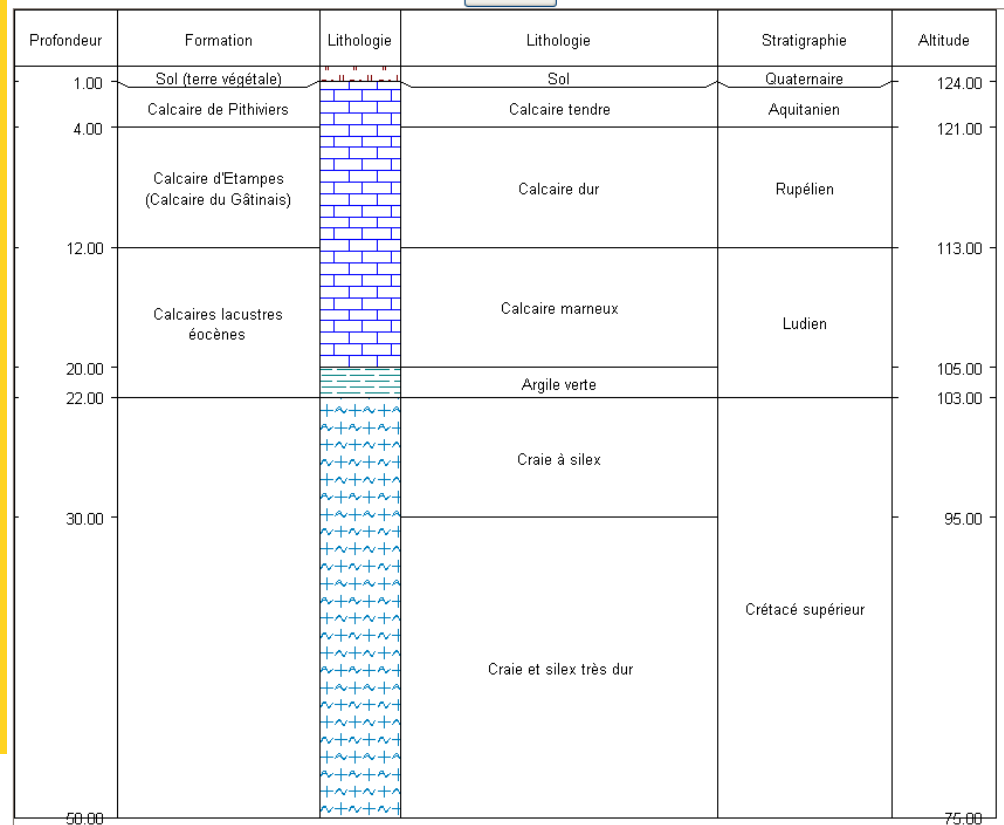 Profondeur Formation Lithologie Lithologie Stratigraphie Altitude
Sol (terre végétale) Sol Quaternaire
1.00 124.00
Calcaire de Pithiviers Calcaire tendre Aquitanien
4.00 121.00
Calcaire d'Etampes
(Calcaire du Gâtinais) Calcaire dur Rupélien
12.00 113.00
Calcaires lacustres
éocènes Calcaire marneux Ludien
20.00 105.00
Argile verte
22.00 103.00
Craie à silex
30.00 95.00
Crétacé supérieur
Craie et silex très dur
50.00 75.00